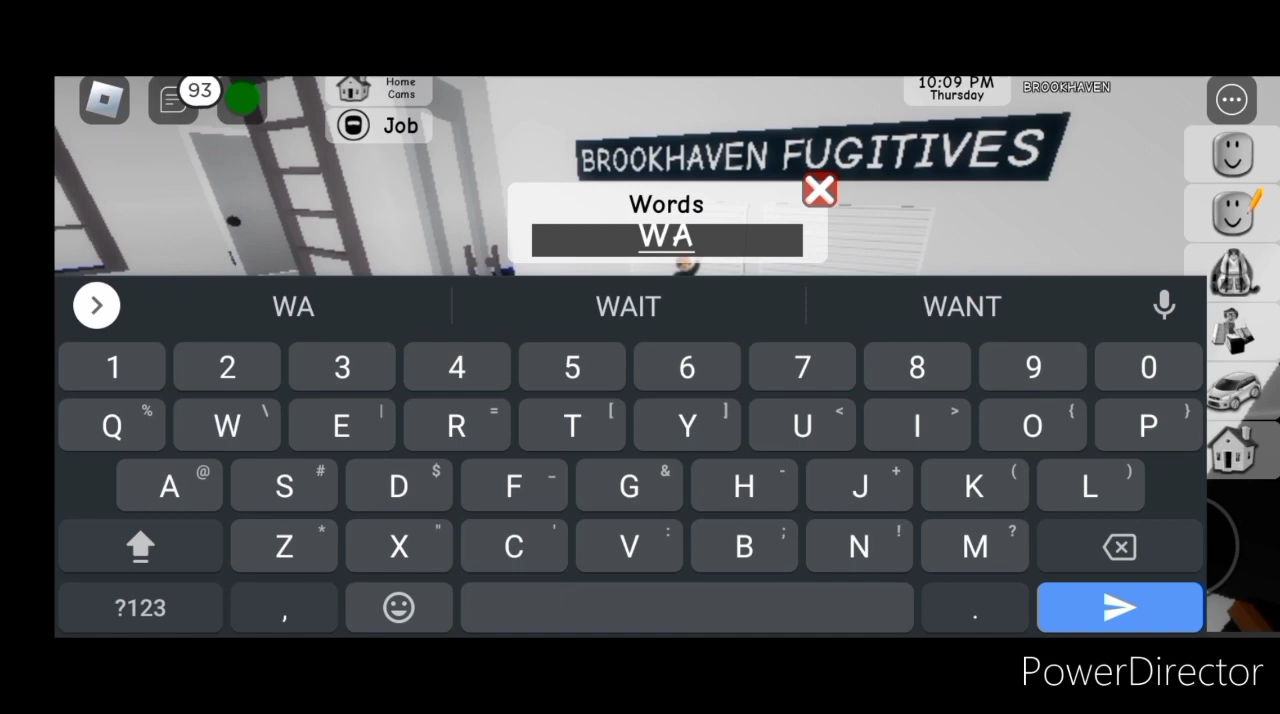 93
Home
Cams
Job
10:09 PM
Thursday
BROOKHAVEN
BROOKHAVEN FUGITIVES
Words
WA
WA WAIT WANT
1 2 3 4 5 6 7 8 9 0
Q % W \ E | R = T [ Y ] U < I > O { P }
A @ S # D $ F _ G & H - J + K ( L )
Z * X " C ' V : B ; N ! M ?
?123 , .
PowerDirector